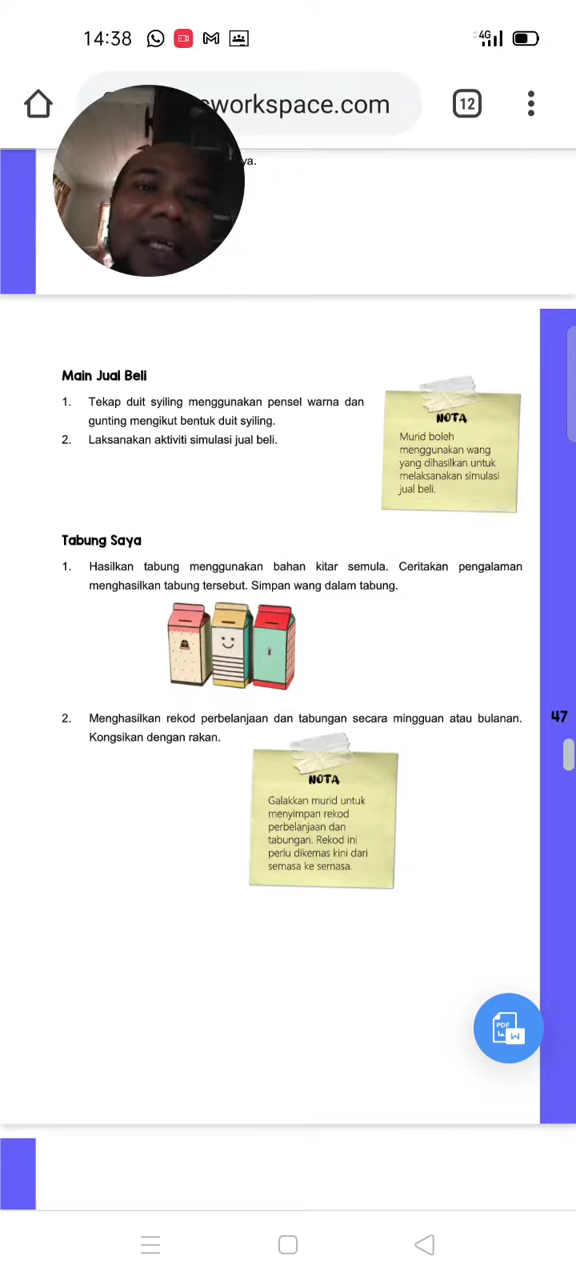 14:38
4G
sworkspace.com
12
ya.
Main Jual Beli
1. Tekap duit syiling menggunakan pensel warna dan
gunting mengikut bentuk duit syiling.
2. Laksanakan aktiviti simulasi jual beli.
NOTA
Murid boleh
menggunakan wang
yang dihasilkan untuk
melaksanakan simulasi
jual beli.
Tabung Saya
1. Hasilkan tabung menggunakan bahan kitar semula. Ceritakan pengalaman
menghasilkan tabung tersebut. Simpan wang dalam tabung.
2. Menghasilkan rekod perbelanjaan dan tabungan secara mingguan atau bulanan.
Kongsikan dengan rakan.
47
NOTA
Galakkan murid untuk
menyimpan rekod
perbelanjaan dan
tabungan. Rekod ini
perlu dikemas kini dari
semasa ke semasa.
PDF
W